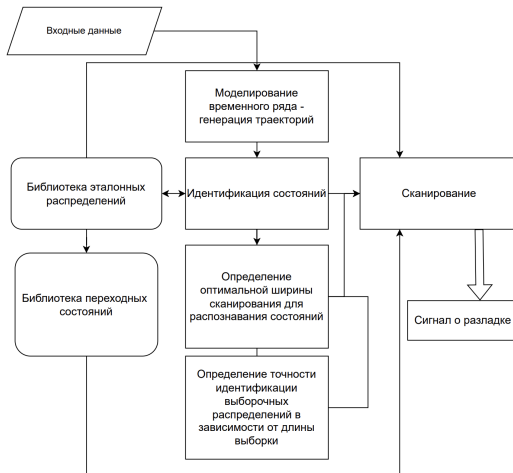 Входные данные
Моделирование
временного ряда -
генерация траекторий
Библиотека эталонных
распределений
Идентификация состояний
Сканирование
Библиотека переходных
состояний
Определение
оптимальной ширины
сканирования для
распознавания состояний
Сигнал о разладке
Определение точности
идентификации
выборочных
распределений в
зависимости от длины
выборки